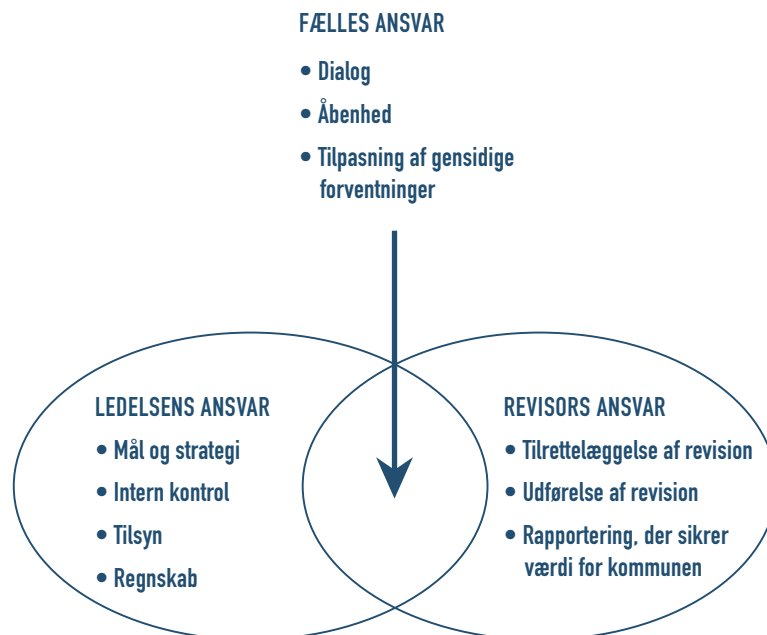 FÆLLES ANSVAR
• Dialog
• Åbenhed
• Tilpasning af gensidige
forventninger
LEDELSENS ANSVAR
• Mål og strategi
• Intern kontrol
• Tilsyn
• Regnskab
REVISORS ANSVAR
• Tilrettelæggelse af revision
• Udførelse af revision
• Rapportering, der sikrer
værdi for kommunen